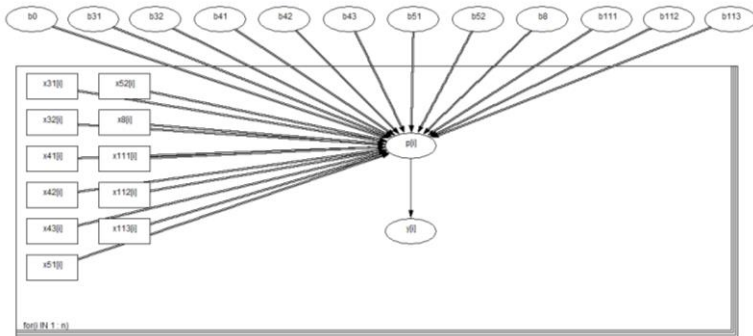 b0 b31 b32 b41 b42 b43 b51 b52 b8 b111 b112 b113
x31[i] x52[i]
x32[i] x8[i]
x41[i] x111[i] p[i]
x42[i] x112[i]
x43[i] x113[i] y[i]
x51[i]
for(i IN 1 : n)